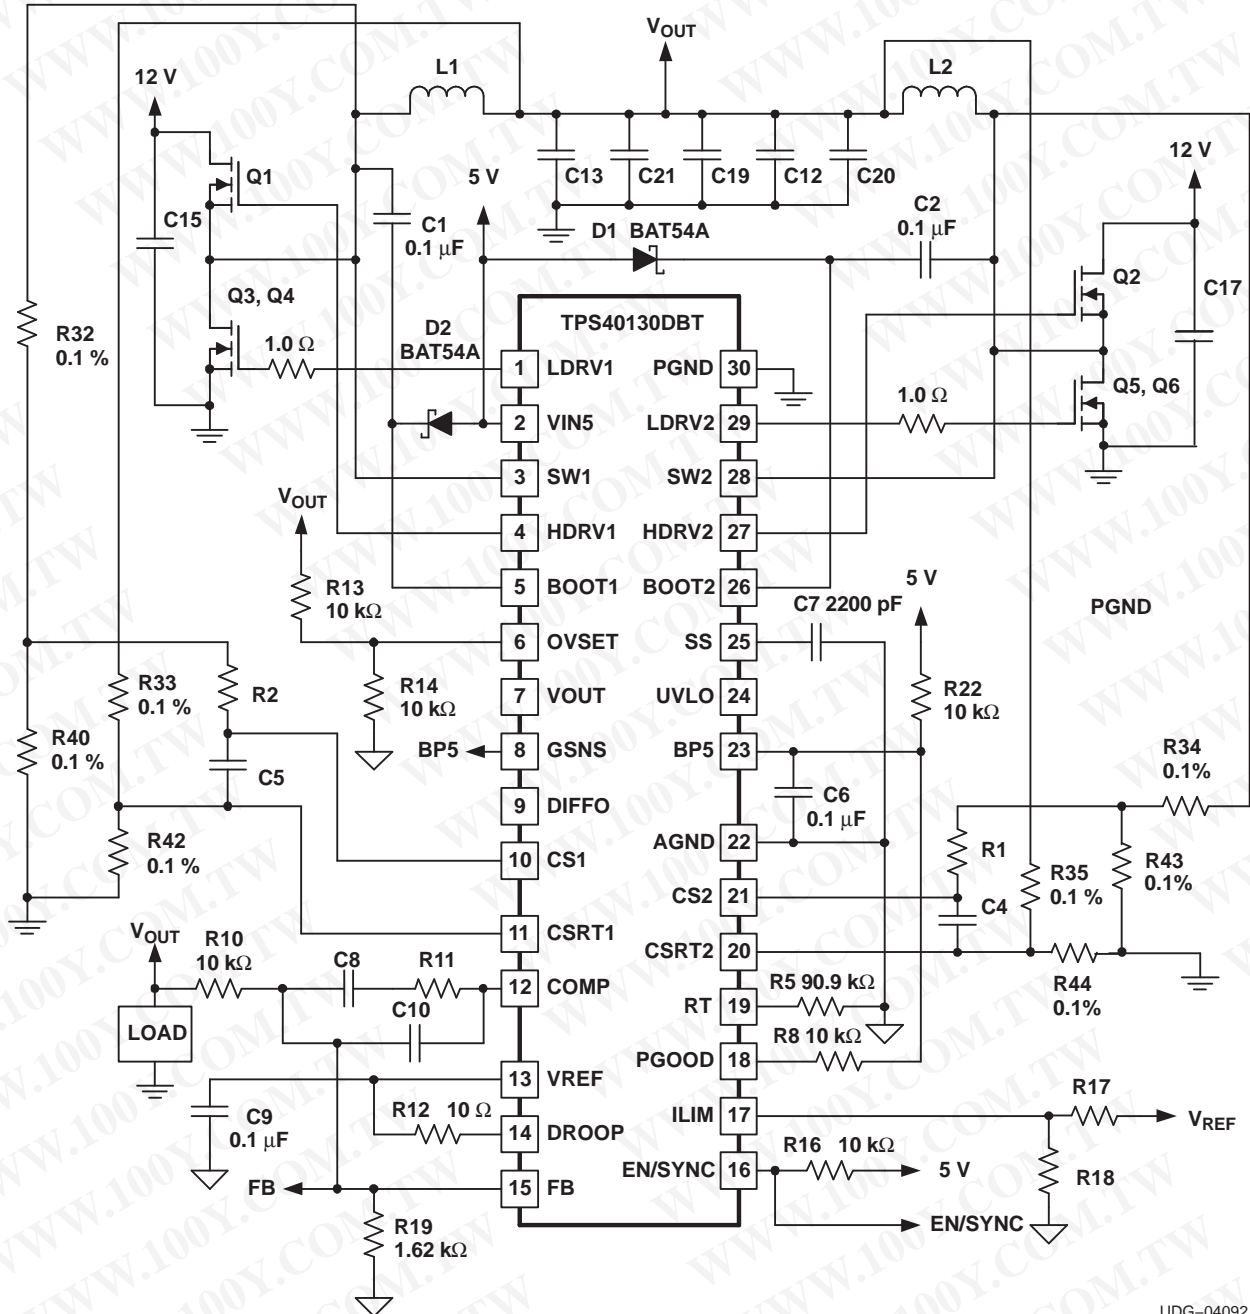 V_OUT
L1
L2
12 V
Q1
C15
C13
C21
C19
C12
C20
5 V
C1
0.1 μF
C2
0.1 μF
12 V
D1 BAT54A
Q2
C17
Q3, Q4
R32
0.1 %
TPS40130DBT
D2
BAT54A
1.0 Ω
1 LDRV1
PGND 30
1.0 Ω
Q5, Q6
2 VIN5
LDRV2 29
3 SW1
SW2 28
V_OUT
4 HDRV1
HDRV2 27
5 BOOT1
BOOT2 26
5 V
R13
10 kΩ
C7 2200 pF
PGND
6 OVSET
SS 25
R33
0.1 %
R2
R14
10 kΩ
7 VOUT
UVLO 24
R22
10 kΩ
R40
0.1 %
BP5
8 GSNS
BP5 23
R34
0.1%
C5
C6
0.1 μF
9 DIFFO
AGND 22
R42
0.1 %
R1
R43
0.1%
10 CS1
CS2 21
R35
0.1 %
C4
11 CSRT1
CSRT2 20
V_OUT
R10
10 kΩ
C8
R11
12 COMP
R44
0.1%
R5 90.9 kΩ
RT 19
LOAD
C10
R8 10 kΩ
PGOOD 18
13 VREF
R17
ILIM 17
V_REF
C9
0.1 μF
R12 10 Ω
14 DROOP
R16 10 kΩ
EN/SYNC 16
5 V
R18
FB
15 FB
EN/SYNC
R19
1.62 kΩ
UDG–04092
WWW.100Y.COM.TW